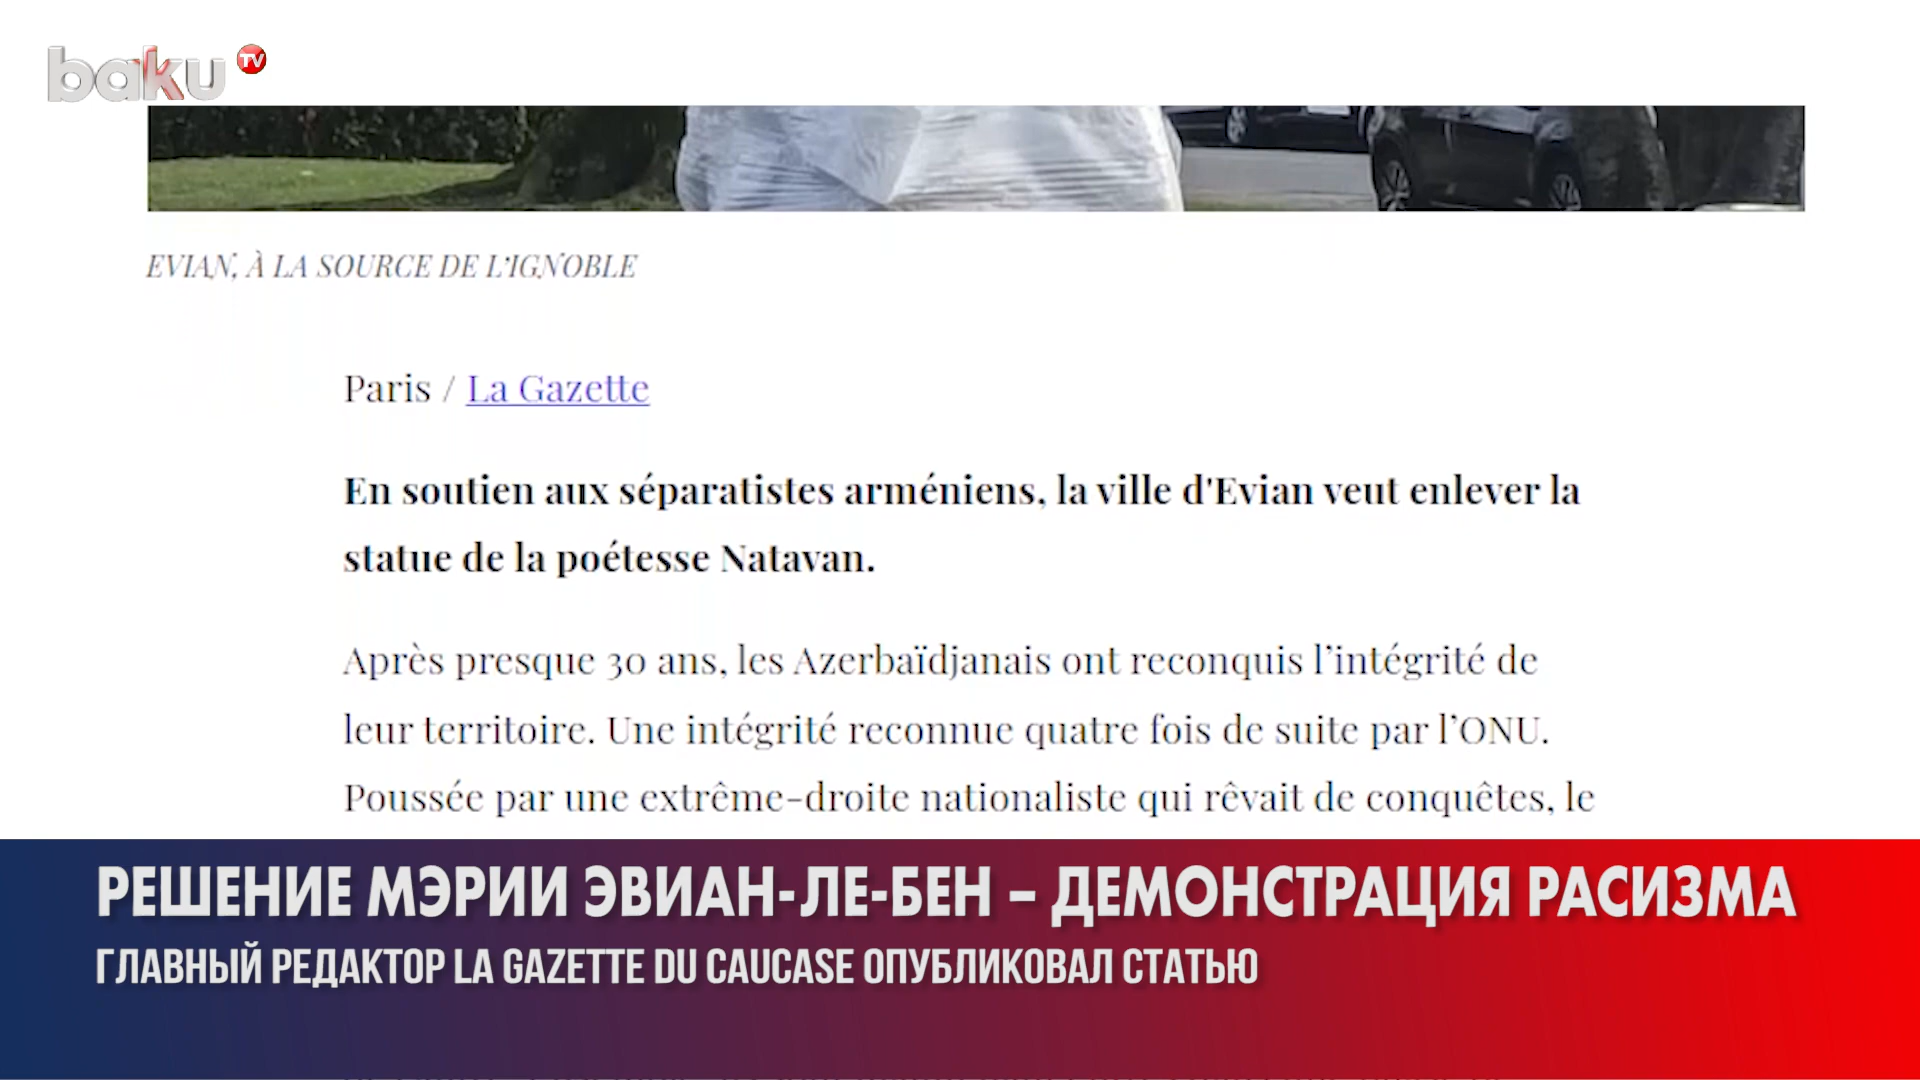 baku TV
EVIAN, À LA SOURCE DE L'IGNOBLE
Paris / La Gazette
En soutien aux séparatistes arméniens, la ville d'Evian veut enlever la
statue de la poétesse Natavan.
Après presque 30 ans, les Azerbaïdjanais ont reconquis l’intégrité de
leur territoire. Une intégrité reconnue quatre fois de suite par l’ONU.
Poussée par une extrême-droite nationaliste qui rêvait de conquêtes, le
РЕШЕНИЕ МЭРИИ ЭВИАН-ЛЕ-БЕН – ДЕМОНСТРАЦИЯ РАСИЗМА
ГЛАВНЫЙ РЕДАКТОР LA GAZETTE DU CAUCASE ОПУБЛИКОВАЛ СТАТЬЮ